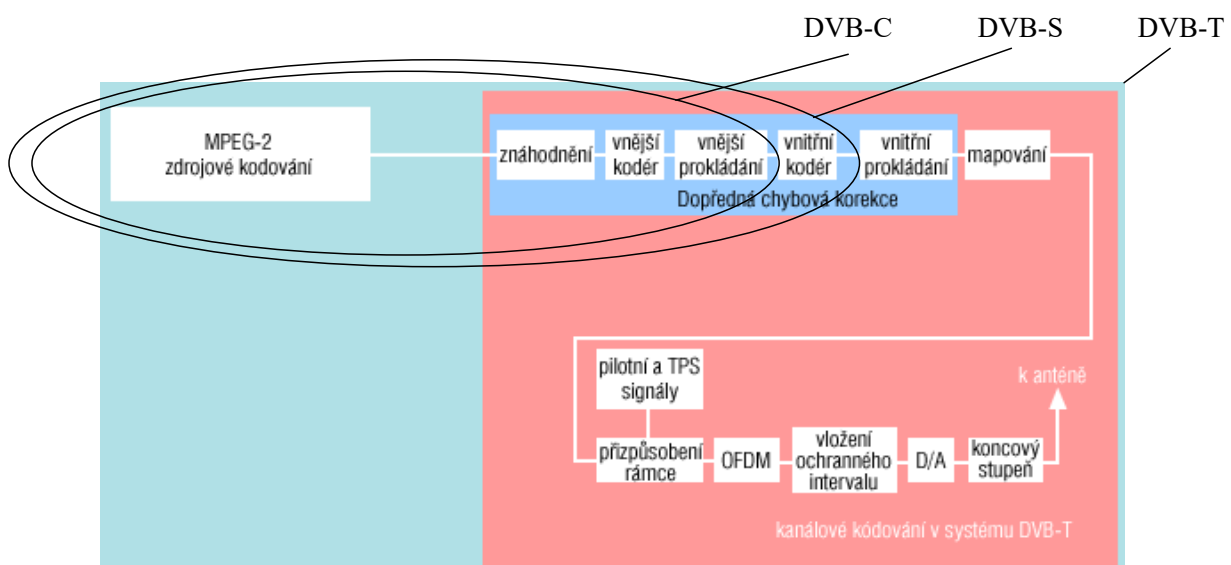 DVB-C DVB-S DVB-T
MPEG-2
zdrojové kodování
znáhodnění
vnější
kodér
vnější
prokládání
vnitřní
kodér
vnitřní
prokládání
mapování
Dopředná chybová korekce
pilotní a TPS
signály
k anténě
přizpůsobení
rámce
OFDM
vložení
ochranného
intervalu
D/A
koncový
stupeň
kanálové kódování v systému DVB-T